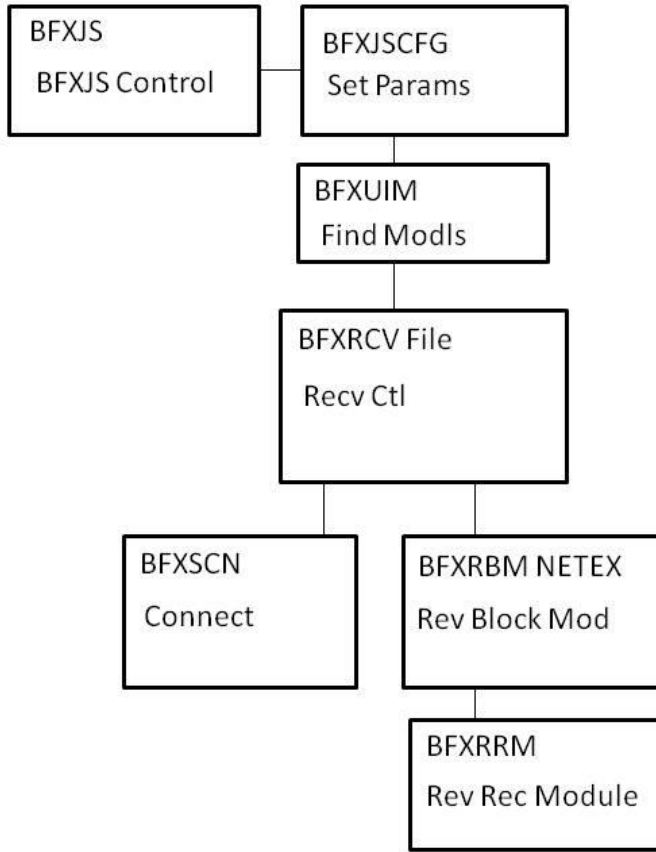 BFXJS
BFXJS Control
BFXJSCFG
Set Params
BFXUIM
Find Modls
BFXRCV File
Recv Ctl
BFXSCN
Connect
BFXRBM NETEX
Rev Block Mod
BFXRRM
Rev Rec Module